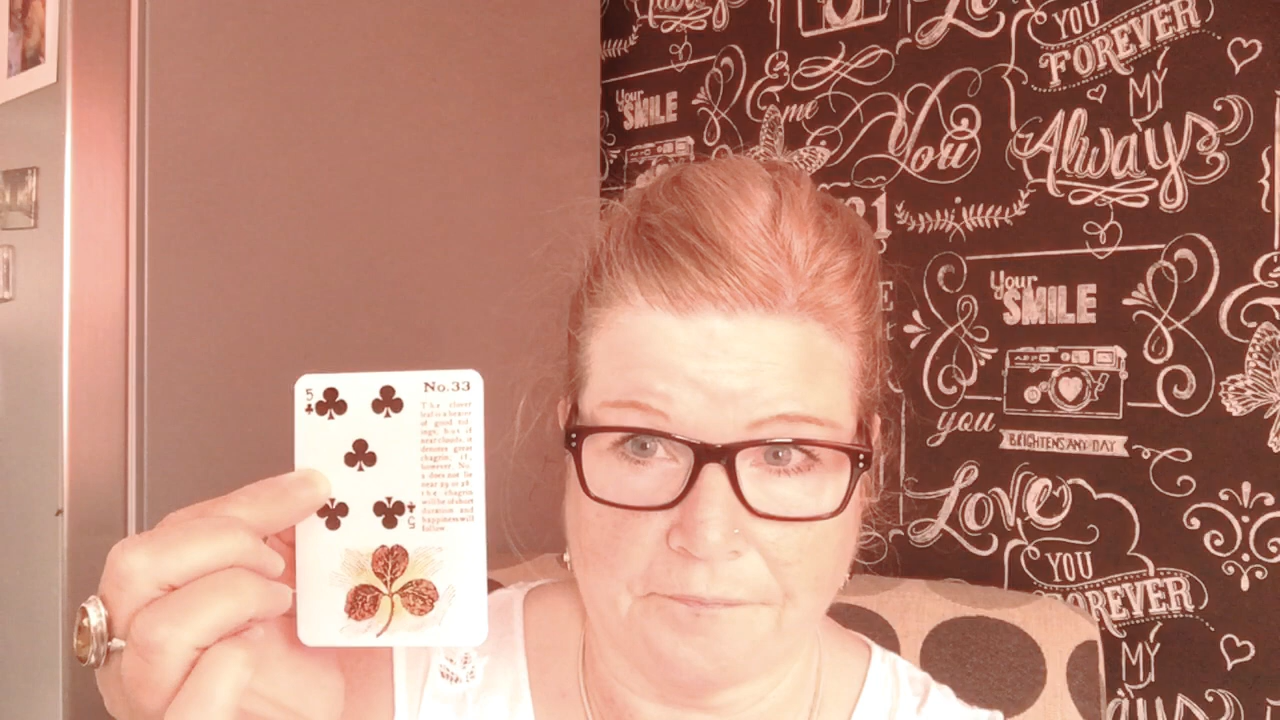 YOU
FOREVER
MY
Always
Your
SMILE
& me
You
Your
SMILE
you
BRIGHTENS ANY DAY
Love
YOU
FOREVER
MY
5
No. 33
The clover
leaf is a bearer
of good tid-
ings, but if
near clouds, it
denotes great
chagrin. If,
however, No.
does not lie
near 29 or 28
the chagrin
will be of short
duration and
happiness will
follow
5